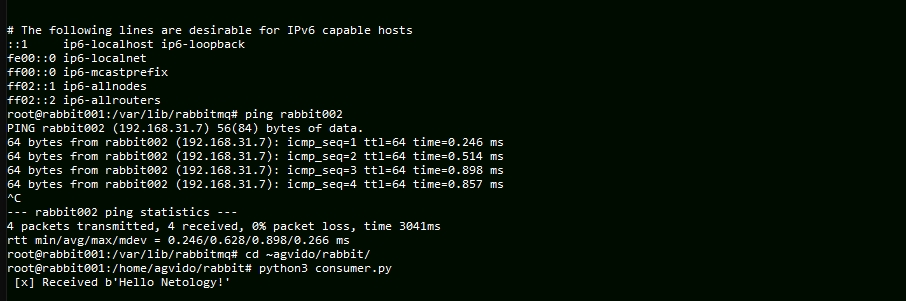 # The following lines are desirable for IPv6 capable hosts
::1     ip6-localhost ip6-loopback
fe00::0 ip6-localnet
ff00::0 ip6-mcastprefix
ff02::1 ip6-allnodes
ff02::2 ip6-allrouters
root@rabbit001:/var/lib/rabbitmq# ping rabbit002
PING rabbit002 (192.168.31.7) 56(84) bytes of data.
64 bytes from rabbit002 (192.168.31.7): icmp_seq=1 ttl=64 time=0.246 ms
64 bytes from rabbit002 (192.168.31.7): icmp_seq=2 ttl=64 time=0.514 ms
64 bytes from rabbit002 (192.168.31.7): icmp_seq=3 ttl=64 time=0.898 ms
64 bytes from rabbit002 (192.168.31.7): icmp_seq=4 ttl=64 time=0.857 ms
^C
--- rabbit002 ping statistics ---
4 packets transmitted, 4 received, 0% packet loss, time 3041ms
rtt min/avg/max/mdev = 0.246/0.628/0.898/0.266 ms
root@rabbit001:/var/lib/rabbitmq# cd ~agvido/rabbit/
root@rabbit001:/home/agvido/rabbit# python3 consumer.py
 [x] Received b'Hello Netology!'